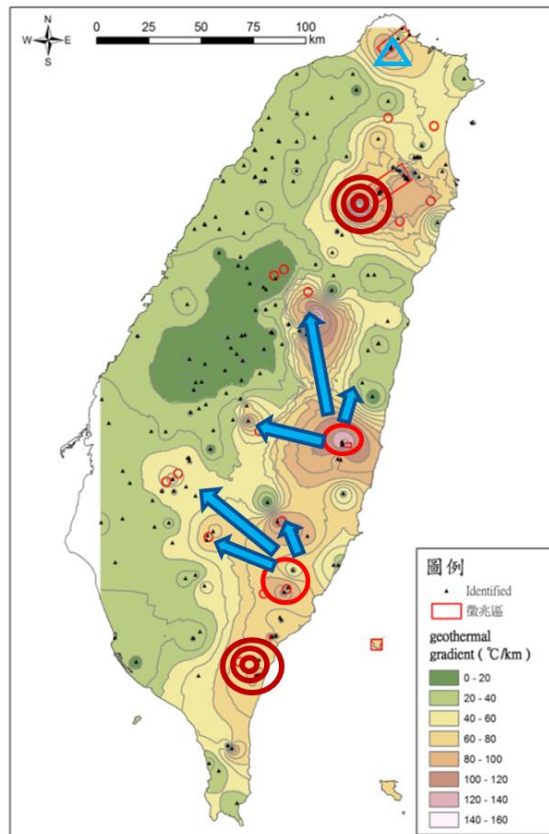 N
W E
S
0 25 50 75 100
km
圖例
Identified
徵兆區
geothermal
gradient ( ℃/km )
0 - 20
20 - 40
40 - 60
60 - 80
80 - 100
100 - 120
120 - 140
140 - 160